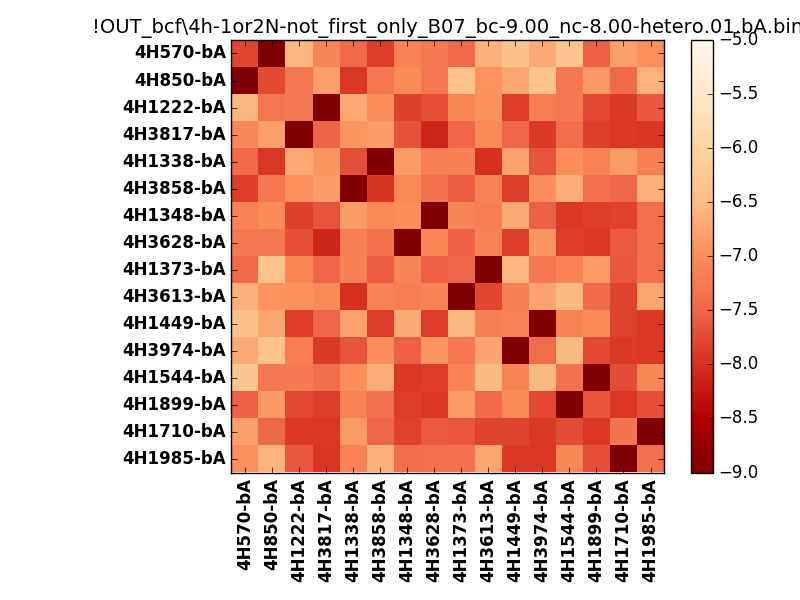 !OUT_bcf\4h-1or2N-not_first_only_B07_bc-9.00_nc-8.00-hetero.01.bA.bin
4H570-bA
4H850-bA
4H1222-bA
4H3817-bA
4H1338-bA
4H3858-bA
4H1348-bA
4H3628-bA
4H1373-bA
4H3613-bA
4H1449-bA
4H3974-bA
4H1544-bA
4H1899-bA
4H1710-bA
4H1985-bA
4H570-bA
4H850-bA
4H1222-bA
4H3817-bA
4H1338-bA
4H3858-bA
4H1348-bA
4H3628-bA
4H1373-bA
4H3613-bA
4H1449-bA
4H3974-bA
4H1544-bA
4H1899-bA
4H1710-bA
4H1985-bA
−5.0
−5.5
−6.0
−6.5
−7.0
−7.5
−8.0
−8.5
−9.0